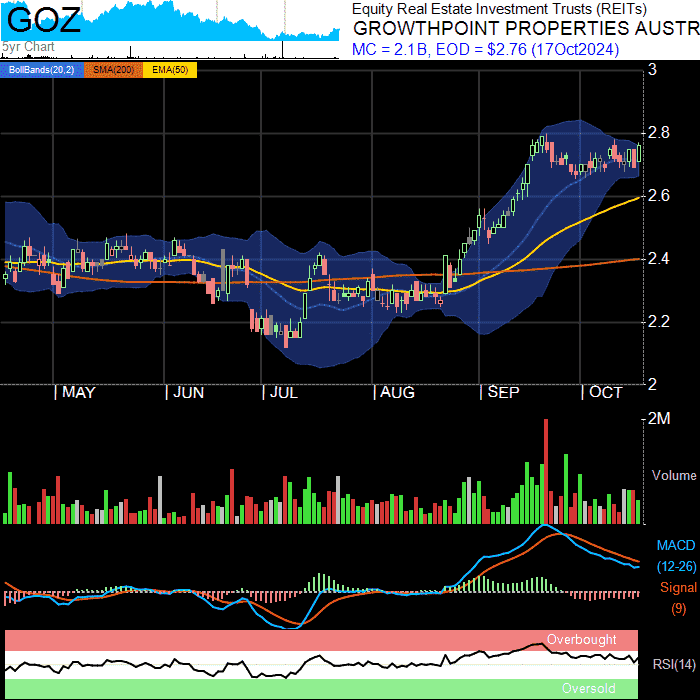 GOZ
5yr Chart
Equity Real Estate Investment Trusts (REITs)
GROWTHPOINT PROPERTIES AUSTR
MC = 2.1B, EOD = $2.76 (17Oct2024)
BollBands(20,2) SMA(200) EMA(50)
3
2.8
2.6
2.4
2.2
2
MAY JUN JUL AUG SEP OCT
2M
Volume
MACD
(12-26)
Signal
(9)
Overbought
RSI(14)
Oversold